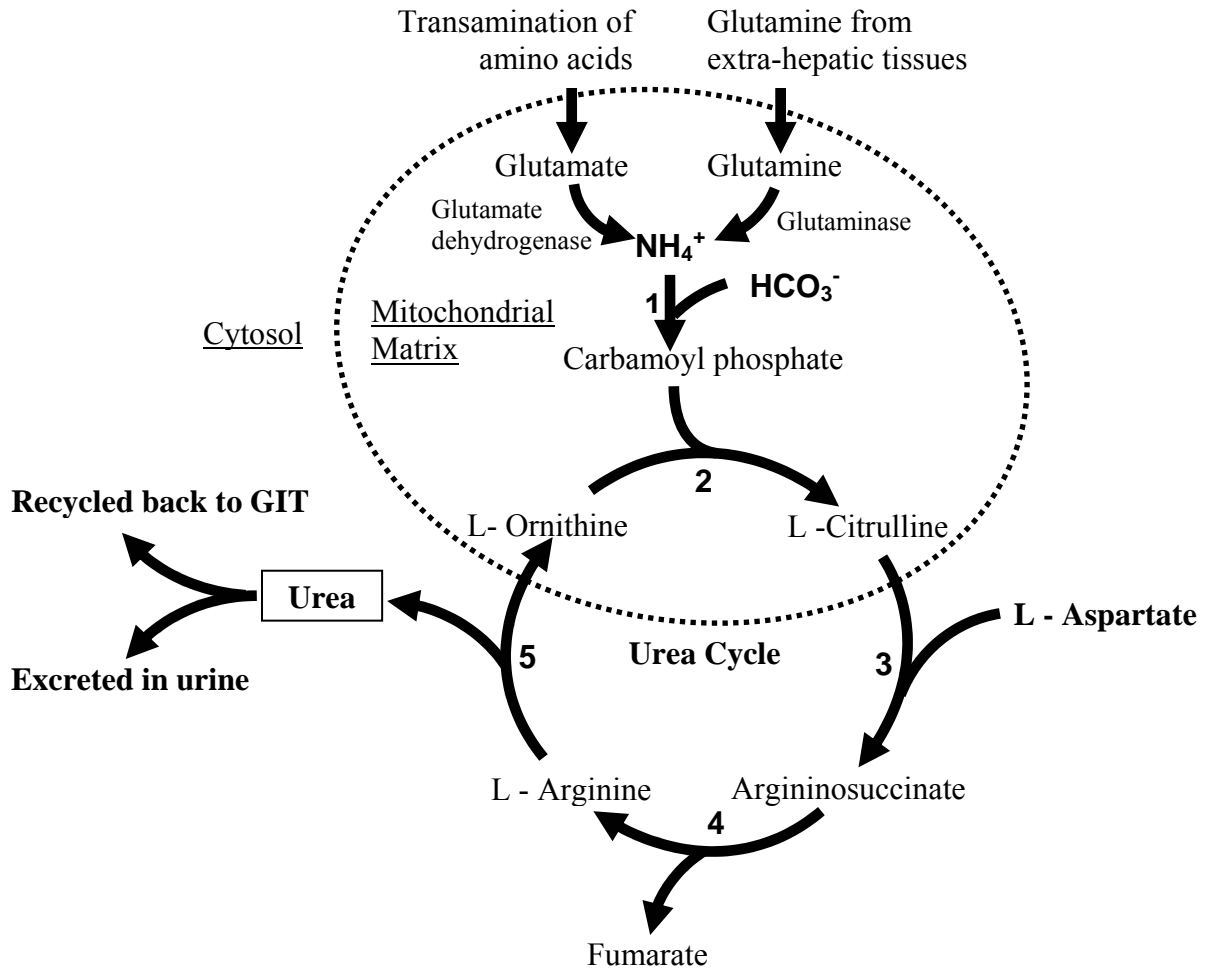 Transamination of
amino acids
Glutamine from
extra-hepatic tissues
Glutamate
Glutamine
Glutamate
dehydrogenase
Glutaminase
NH₄⁺
HCO₃⁻
1
Cytosol
Mitochondrial
Matrix
Carbamoyl phosphate
2
Recycled back to GIT
L- Ornithine
L -Citrulline
Urea
L - Aspartate
Urea Cycle
5
3
Excreted in urine
L - Arginine
Argininosuccinate
4
Fumarate